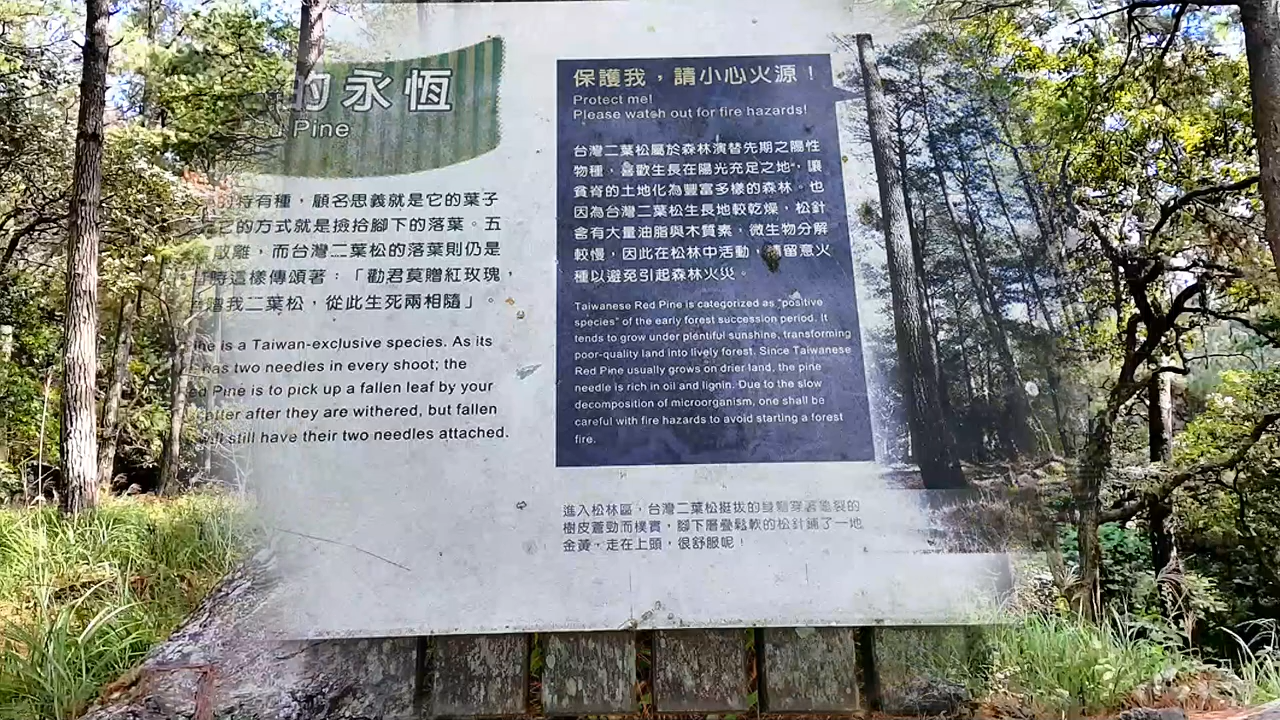 的永恆
Pine
特有種，顧名思義就是它的葉子
它的方式就是撿拾腳下的落葉。五
散離，而台灣二葉松的落葉則仍是
時這樣傳頌著：「勸君莫贈紅玫瑰，
贈我二葉松，從此生死兩相隨」。
is a Taiwan-exclusive species. As its
has two needles in every shoot; the
Pine is to pick up a fallen leaf by your
after they are withered, but fallen
still have their two needles attached.
保護我，請小心火源！
Protect me!
Please watch out for fire hazards!
台灣二葉松屬於森林演替先期之陽性
物種，喜歡生長在陽光充足之地，讓
貧脊的土地化為豐富多樣的森林。也
因為台灣二葉松生長地較乾燥，松針
含有大量油脂與木質素，微生物分解
較慢，因此在松林中活動，請留意火
種以避免引起森林火災。
Taiwanese Red Pine is categorized as "positive
species" of the early forest succession period. It
tends to grow under plentiful sunshine, transforming
poor-quality land into lively forest. Since Taiwanese
Red Pine usually grows on drier land, the pine
needle is rich in oil and lignin. Due to the slow
decomposition of microorganism, one shall be
careful with fire hazards to avoid starting a forest
fire.
進入松林區，台灣二葉松挺拔的身軀穿著龜裂的
樹皮蒼勁而樸實，腳下層疊鬆軟的松針鋪了一地
金黃，走在上頭，很舒服呢！